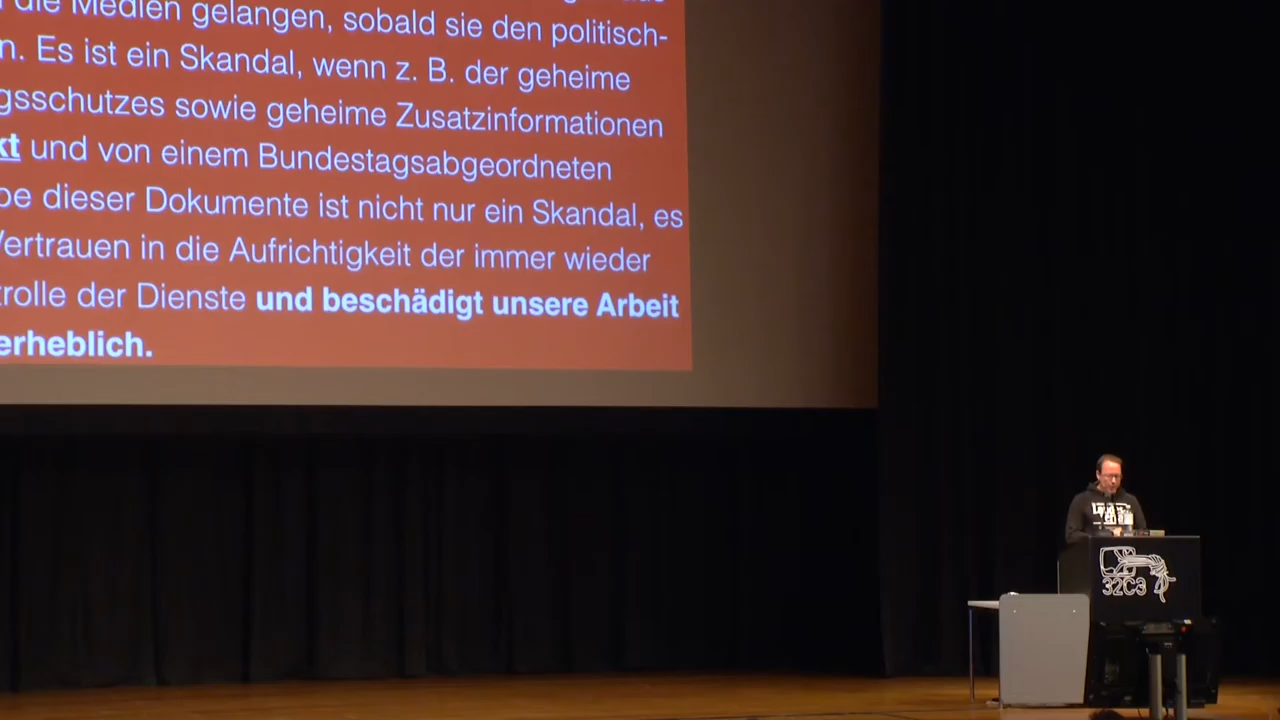 die Medien gelangen, sobald sie den politisch-
n. Es ist ein Skandal, wenn z. B. der geheime
gsschutzes sowie geheime Zusatzinformationen
kt und von einem Bundestagsabgeordneten
be dieser Dokumente ist nicht nur ein Skandal, es
Vertrauen in die Aufrichtigkeit der immer wieder
trolle der Dienste und beschädigt unsere Arbeit
erheblich.
32C3